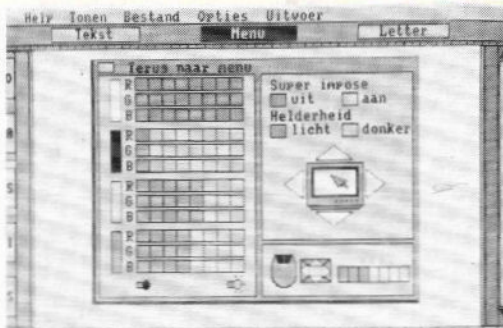 Help Tonen Bestand Opties Uitvoer
Tekst Menu Letter
Terug naar menu
R
G
B
R
G
B
R
G
B
R
G
B
Super impose
uit aan
Helderheid
licht donker